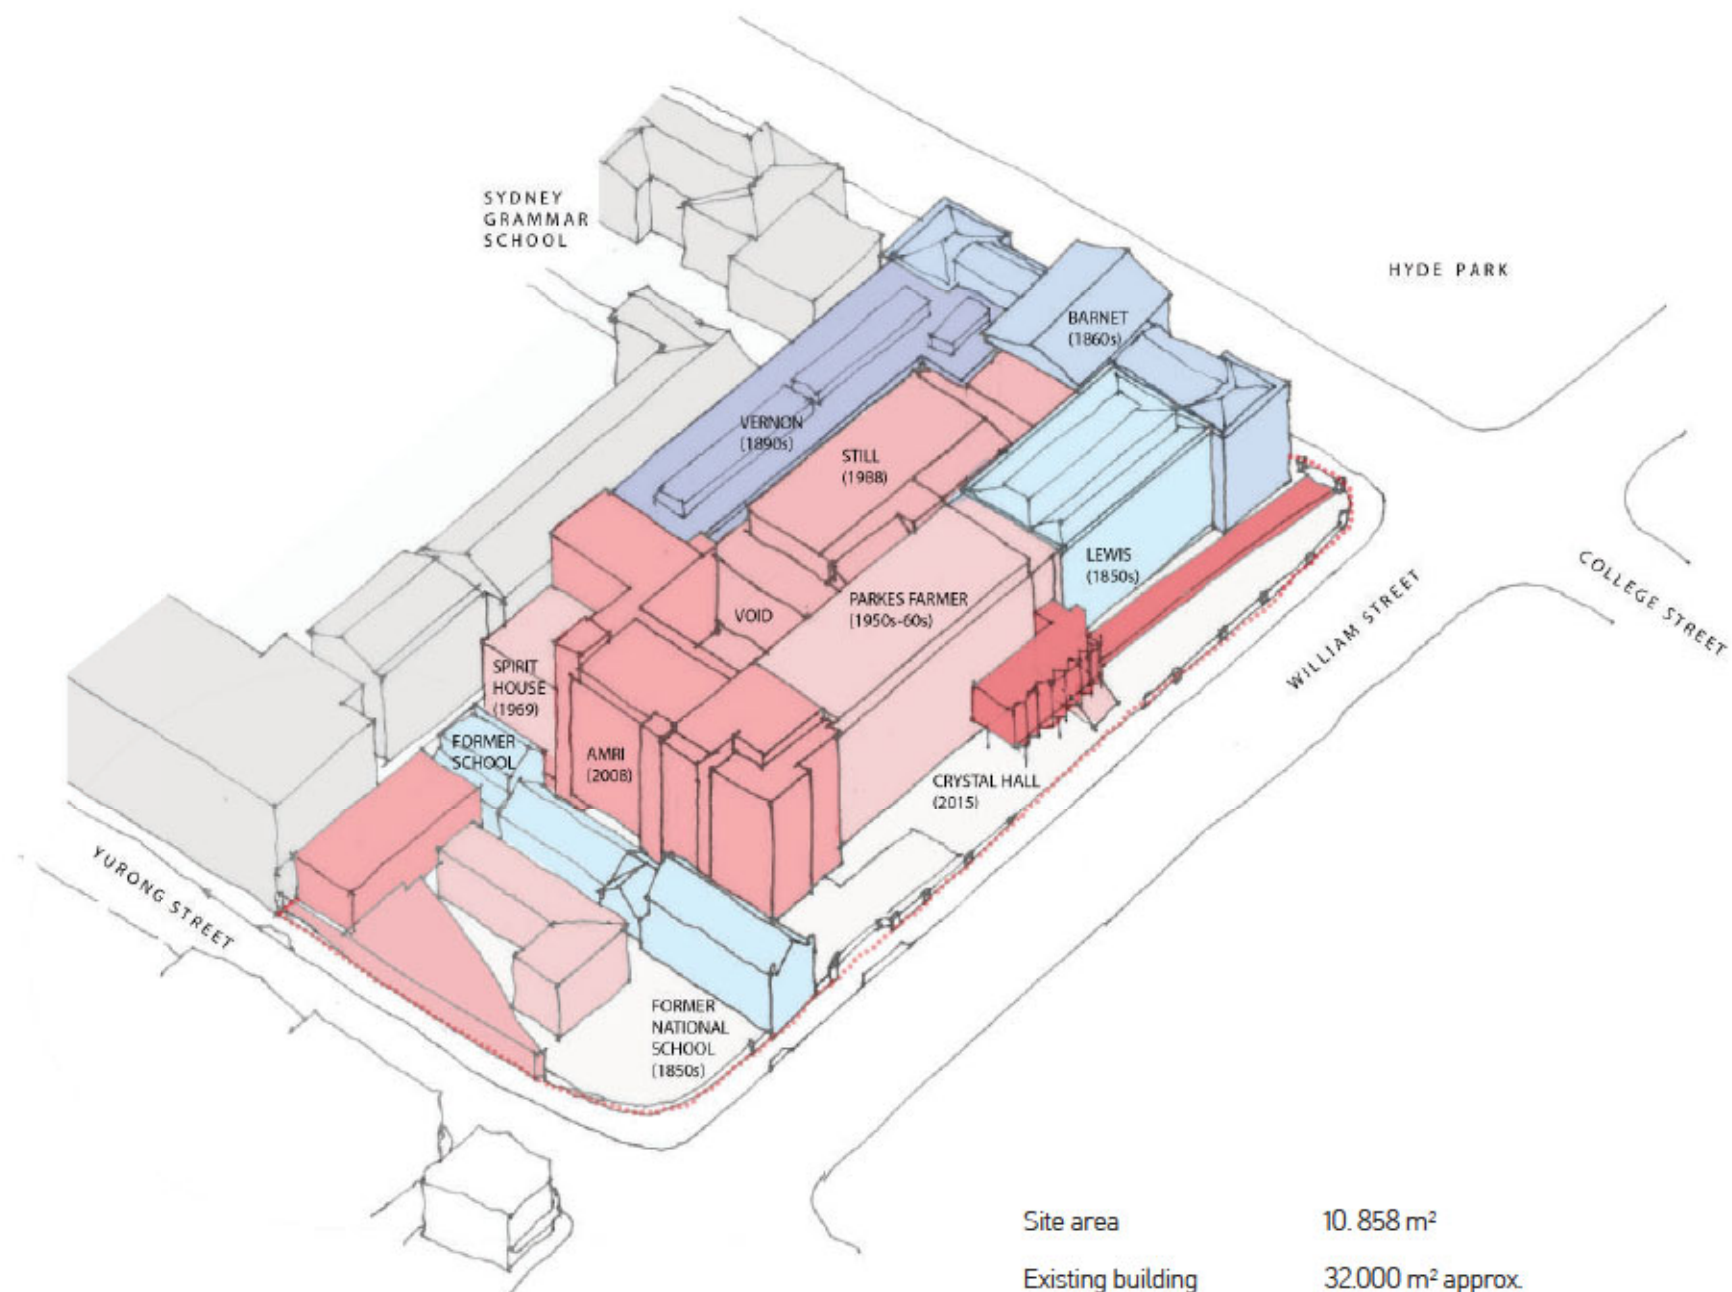 SYDNEY
GRAMMAR
SCHOOL
HYDE PARK
BARNET
(1860s)
VERNON
(1890s)
STILL
(1988)
LEWIS
(1850s)
COLLEGE STREET
WILLIAM STREET
PARKES FARMER
(1950s-60s)
VOID
SPIRIT
HOUSE
(1969)
FORMER
SCHOOL
AMRI
(2008)
CRYSTAL HALL
(2015)
YURONG STREET
FORMER
NATIONAL
SCHOOL
(1850s)
Site area 10. 858 m²
Existing building 32.000 m² approx.